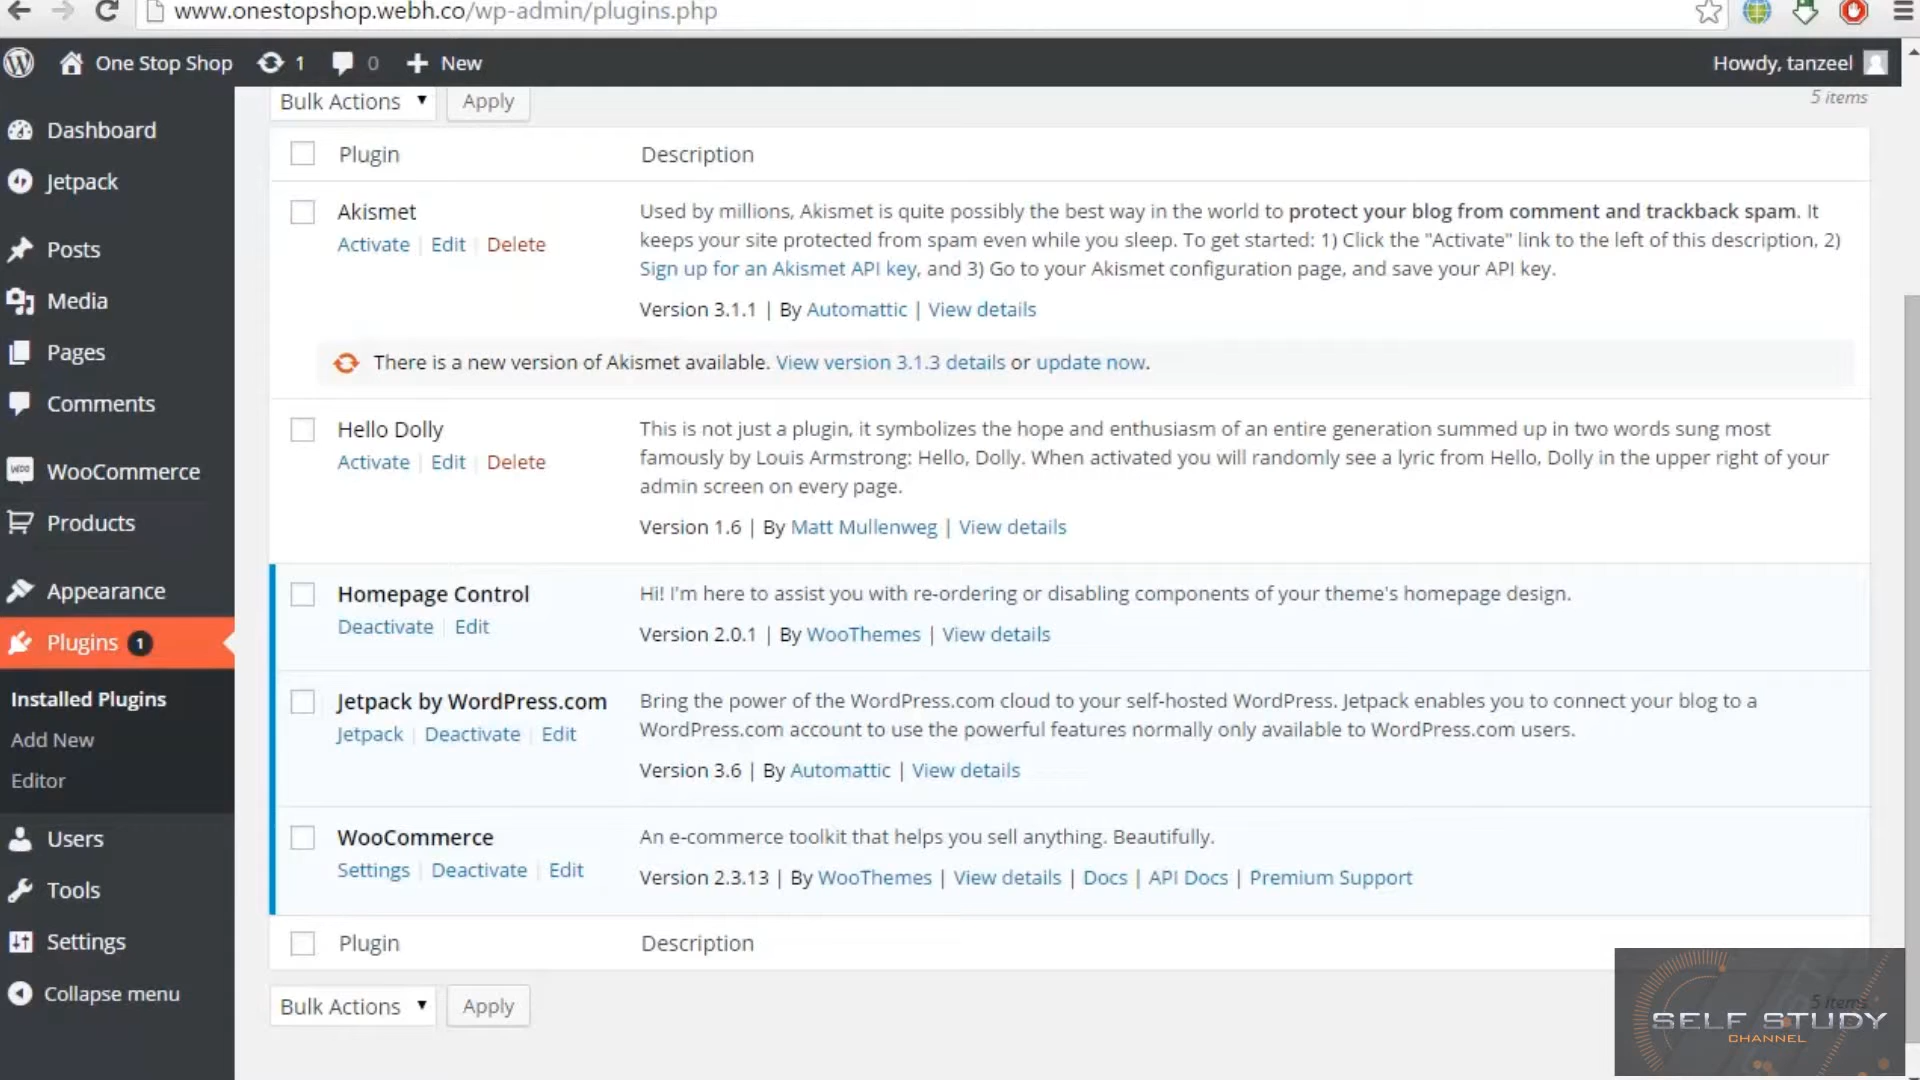 www.onestopshop.webh.co/wp-admin/plugins.php
One Stop Shop 1 0 New Howdy, tanzeel
Bulk Actions Apply 5 items
Dashboard
Jetpack
Posts
Media
Pages
Comments
WooCommerce
Products
Appearance
Plugins 1
Installed Plugins
Add New
Editor
Users
Tools
Settings
Collapse menu
Plugin Description
Akismet
Activate | Edit | Delete
Used by millions, Akismet is quite possibly the best way in the world to protect your blog from comment and trackback spam. It
keeps your site protected from spam even while you sleep. To get started: 1) Click the "Activate" link to the left of this description, 2)
Sign up for an Akismet API key, and 3) Go to your Akismet configuration page, and save your API key.
Version 3.1.1 | By Automattic | View details
There is a new version of Akismet available. View version 3.1.3 details or update now.
Hello Dolly
Activate | Edit | Delete
This is not just a plugin, it symbolizes the hope and enthusiasm of an entire generation summed up in two words sung most
famously by Louis Armstrong: Hello, Dolly. When activated you will randomly see a lyric from Hello, Dolly in the upper right of your
admin screen on every page.
Version 1.6 | By Matt Mullenweg | View details
Homepage Control
Deactivate | Edit
Hi! I'm here to assist you with re-ordering or disabling components of your theme's homepage design.
Version 2.0.1 | By WooThemes | View details
Jetpack by WordPress.com
Jetpack | Deactivate | Edit
Bring the power of the WordPress.com cloud to your self-hosted WordPress. Jetpack enables you to connect your blog to a
WordPress.com account to use the powerful features normally only available to WordPress.com users.
Version 3.6 | By Automattic | View details
WooCommerce
Settings | Deactivate | Edit
An e-commerce toolkit that helps you sell anything. Beautifully.
Version 2.3.13 | By WooThemes | View details | Docs | API Docs | Premium Support
Plugin Description
Bulk Actions Apply 5 items
SELF STUDY
CHANNEL